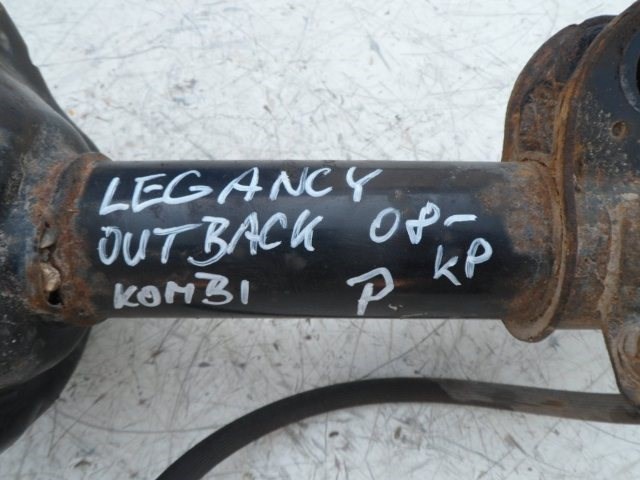 LEGANCY
OUTBACK 08-
KOMBI P KP